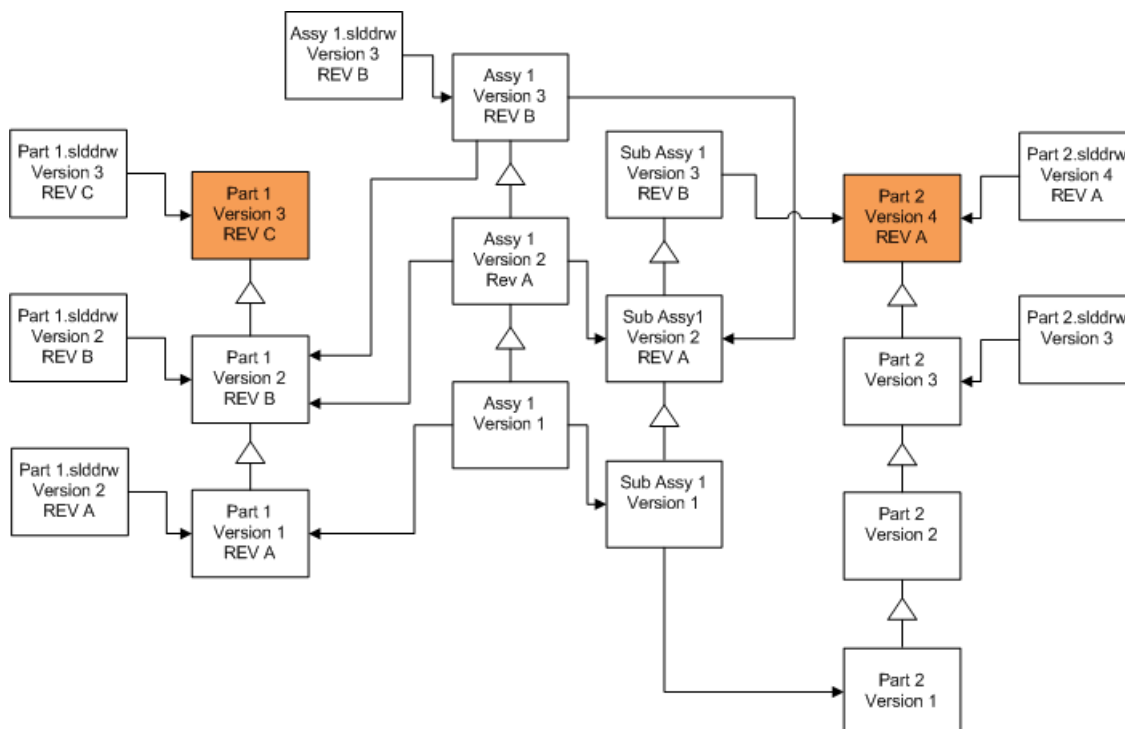 Assy 1.slddrw
Version 3
REV B
Assy 1
Version 3
REV B
Part 1.slddrw
Version 3
REV C
Part 1
Version 3
REV C
Sub Assy 1
Version 3
REV B
Part 2
Version 4
REV A
Part 2.slddrw
Version 4
REV A
Assy 1
Version 2
Rev A
Part 1.slddrw
Version 2
REV B
Part 1
Version 2
REV B
Sub Assy1
Version 2
REV A
Part 2
Version 3
Part 2.slddrw
Version 3
Assy 1
Version 1
Part 1.slddrw
Version 2
REV A
Part 1
Version 1
REV A
Sub Assy 1
Version 1
Part 2
Version 2
Part 2
Version 1